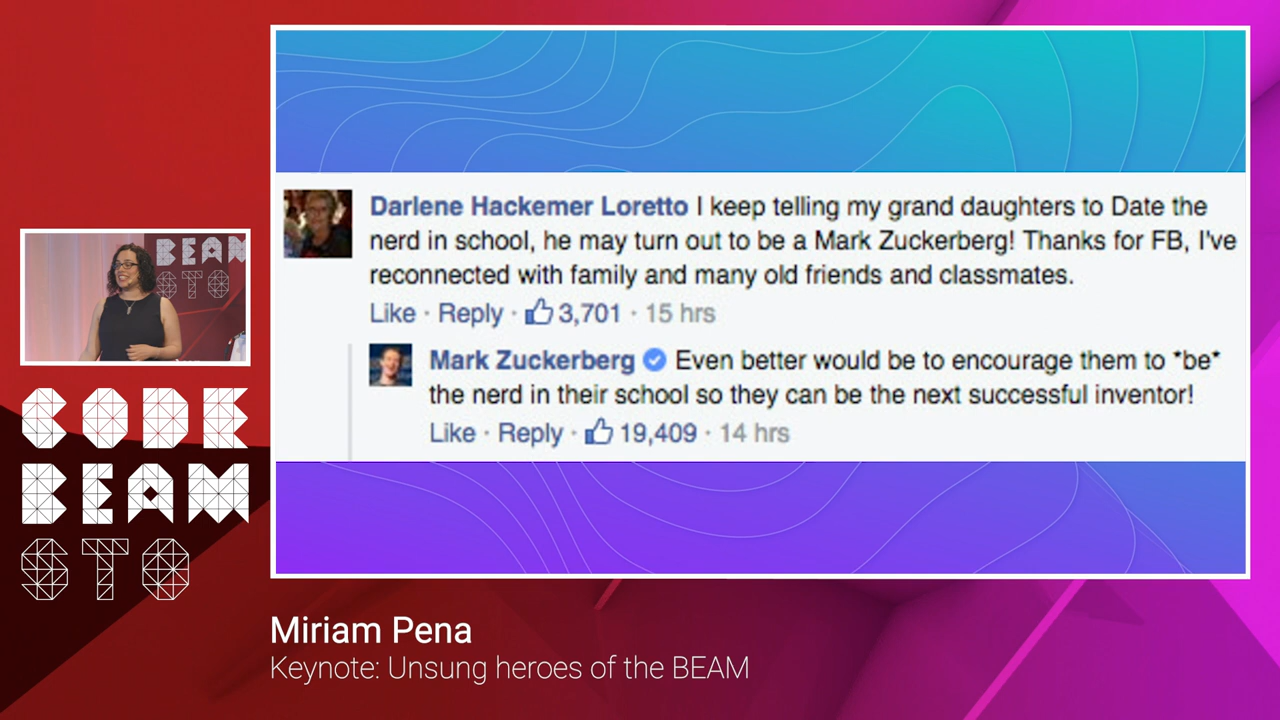 BEAM
STO
CODE
BEAM
STO
Darlene Hackemer Loretto I keep telling my grand daughters to Date the
nerd in school, he may turn out to be a Mark Zuckerberg! Thanks for FB, I've
reconnected with family and many old friends and classmates.
Like · Reply · 3,701 · 15 hrs
Mark Zuckerberg Even better would be to encourage them to *be*
the nerd in their school so they can be the next successful inventor!
Like · Reply · 19,409 · 14 hrs
Miriam Pena
Keynote: Unsung heroes of the BEAM